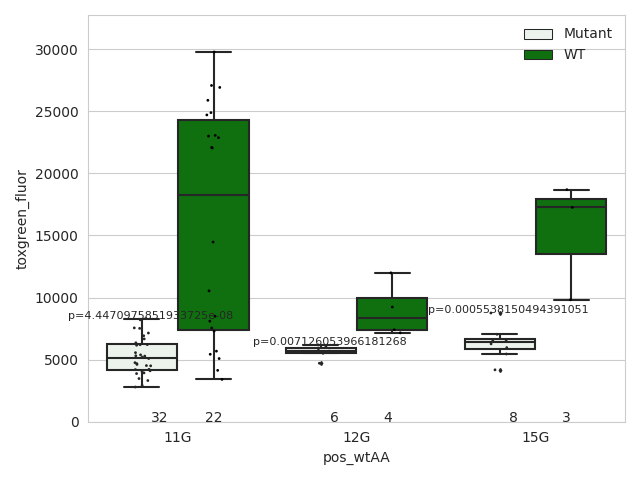 Mutant
WT
toxgreen_fluor
30000
25000
20000
15000
10000
5000
0
p=4.4470975851933725e-08
p=0.007126053966181268
p=0.0005538150494391051
32
22
6
4
8
3
11G
12G
15G
pos_wtAA